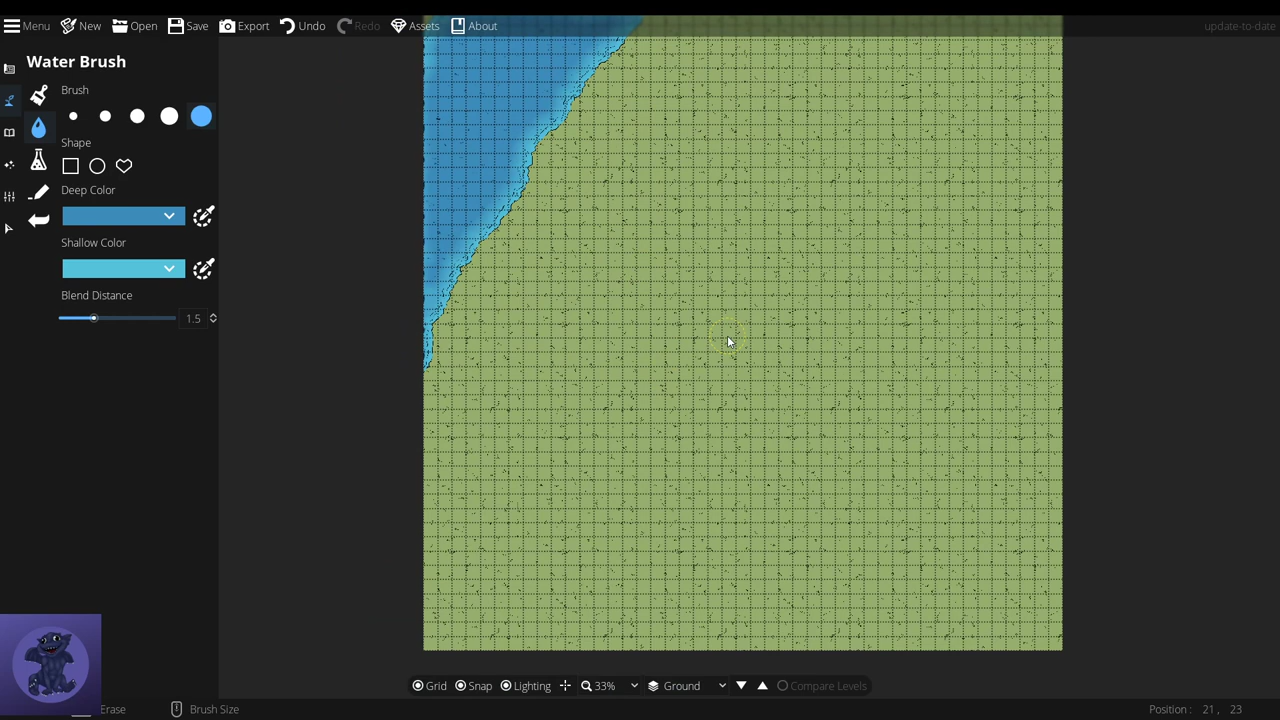 Menu New Open Save Export Undo Redo Assets About update-to-date
Water Brush
Brush
Shape
Deep Color
Shallow Color
Blend Distance
1.5
Grid Snap Lighting 33% Ground Compare Levels
Erase Brush Size Position : 21 , 23